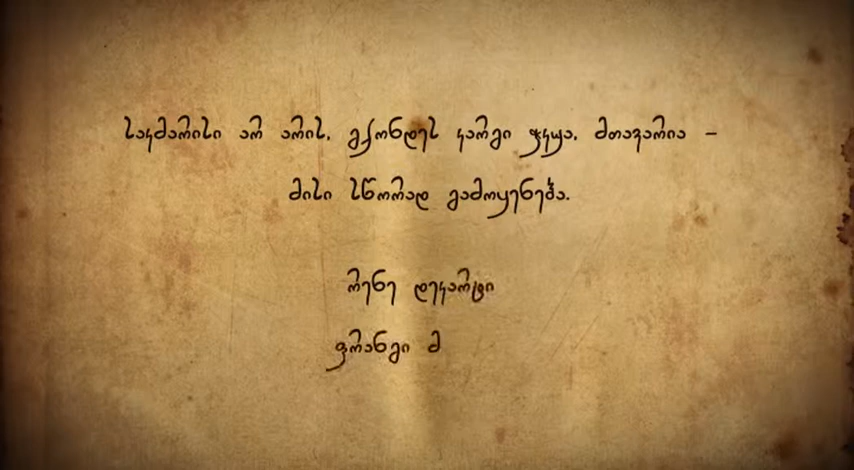 საკმარისი არ არის, გქონდეს კარგი ჭკუა, მთავარია –
მისი სწორად გამოყენება.
რენე დეკარტი
ფრანგი მ